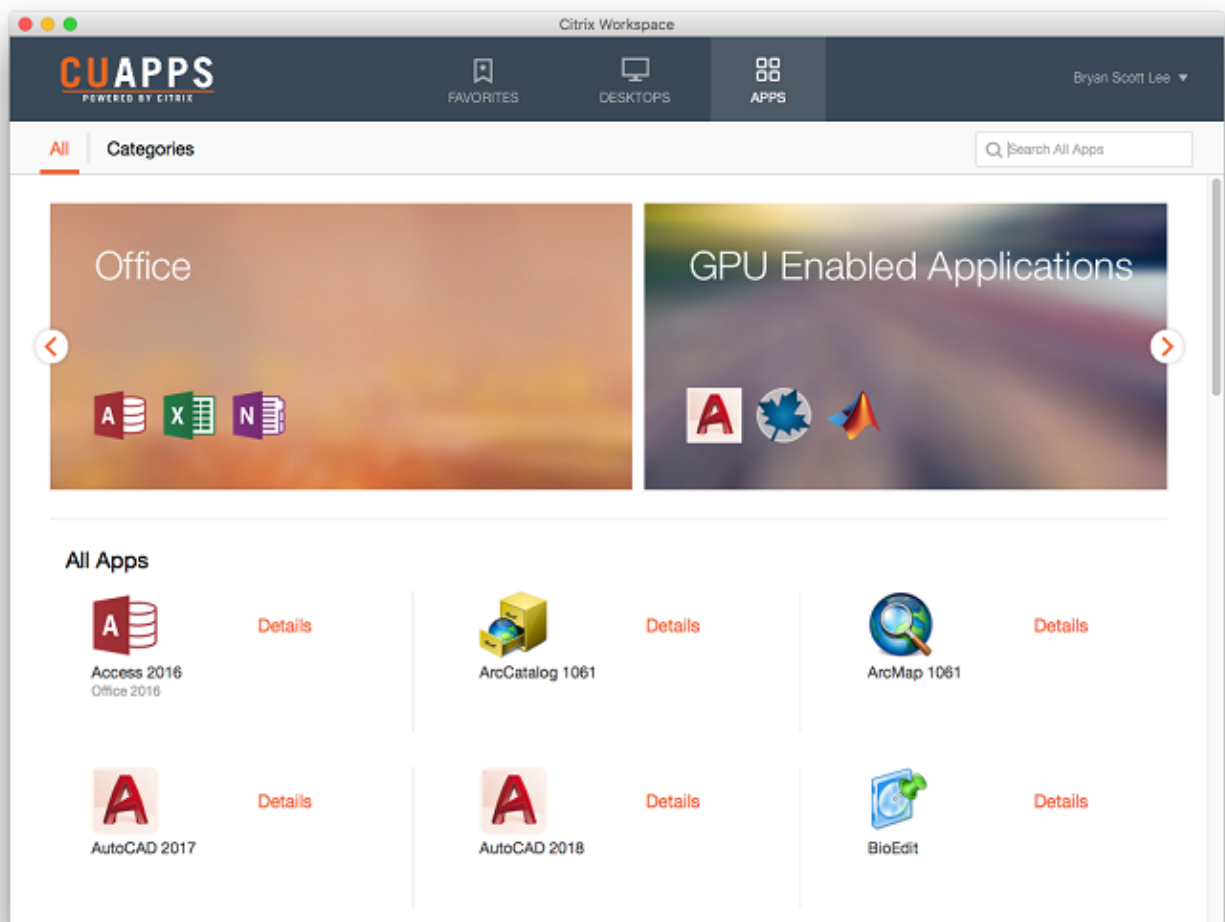 Citrix Workspace
CUAPPS
POWERED BY CITRIX
FAVORITES
DESKTOPS
APPS
Bryan Scott Lee
All
Categories
Search All Apps
Office
GPU Enabled Applications
A
X
N
A
All Apps
A
Details
Details
Details
Access 2016
ArcCatalog 1061
ArcMap 1061
Office 2016
A
Details
A
Details
Details
AutoCAD 2017
AutoCAD 2018
BioEdit